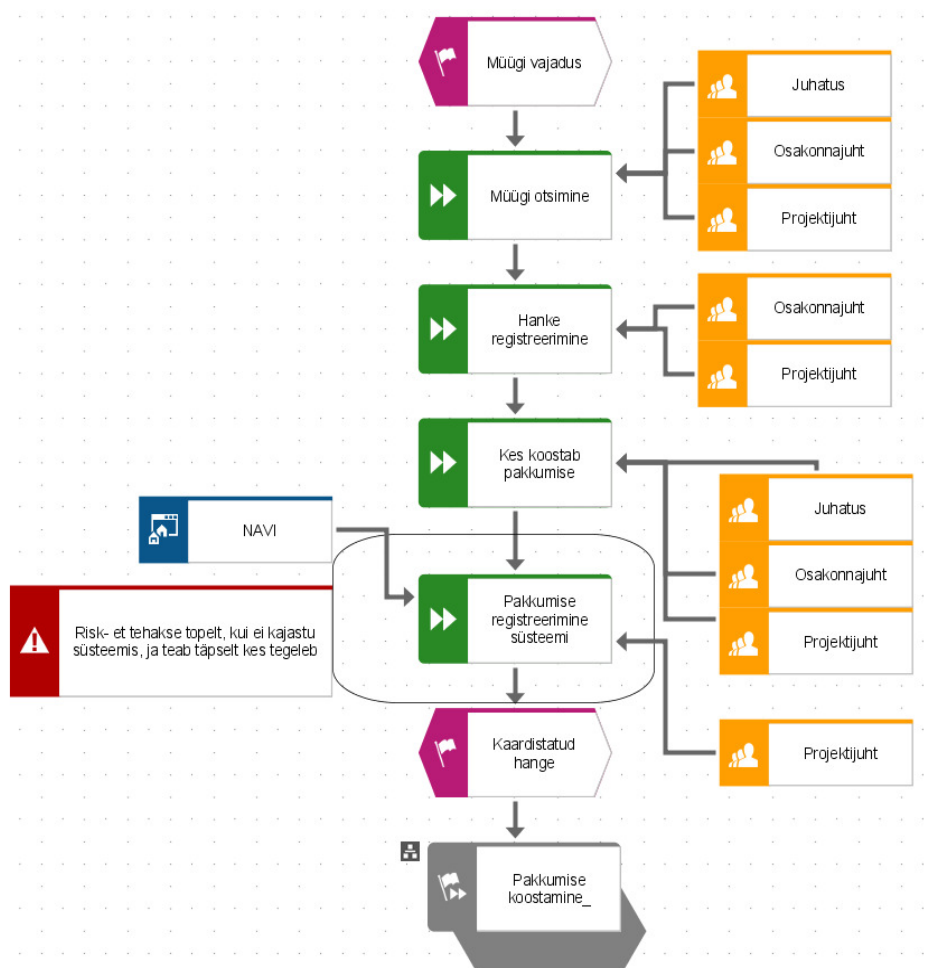 Müügi vajadus
Juhatus
Osakonnajuht
Projektijuht
Müügi otsimine
Hanke
registreerimine
Osakonnajuht
Projektijuht
Kes koostab
pakkumise
Juhatus
Osakonnajuht
Projektijuht
NAVI
Risk- et tehakse topelt, kui ei kajastu
süsteemis, ja teab täpselt kes tegeleb
Pakkumise
registreerimine
süsteemi
Kaardistatud
hange
Projektijuht
Pakkumise
koostamine_